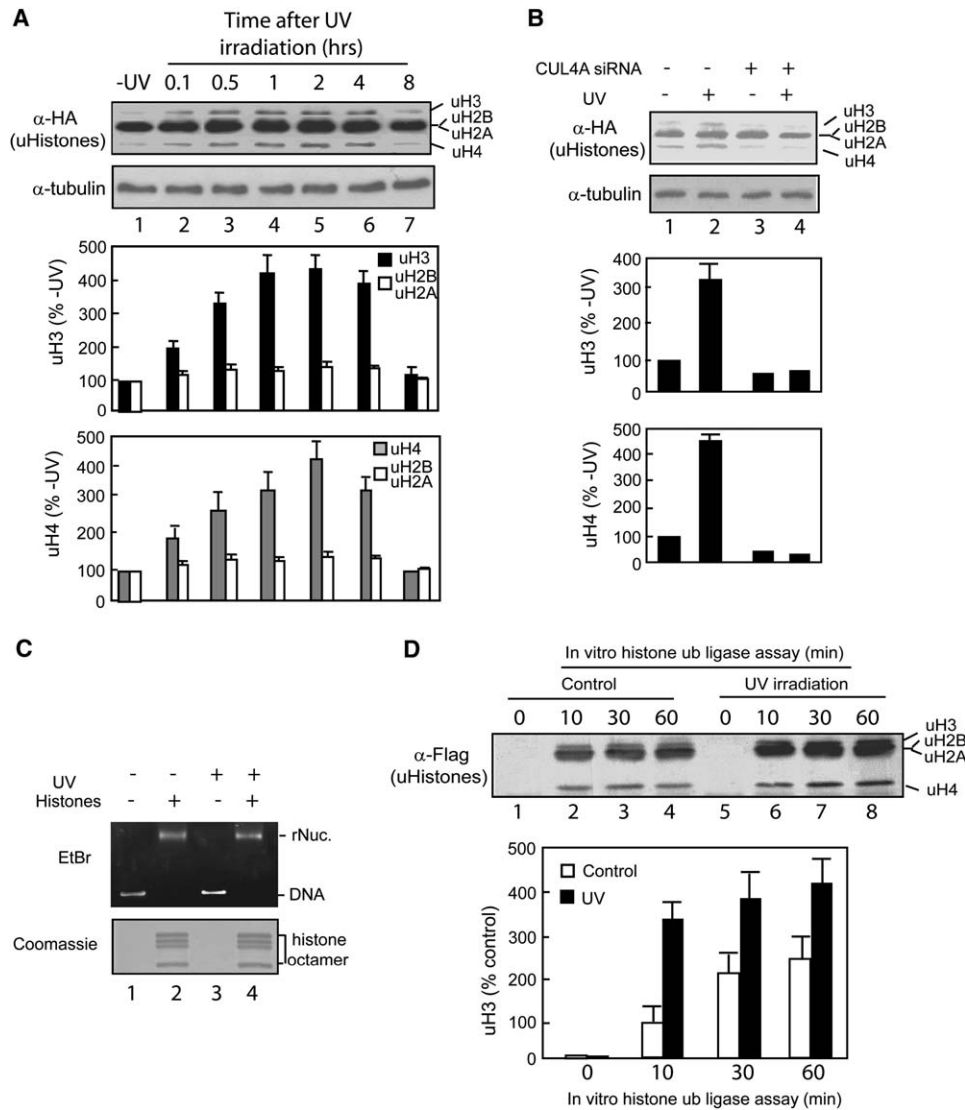 A
Time after UV
irradiation (hrs)
-UV 0.1 0.5 1 2 4 8
α-HA
(uHistones)
uH3
uH2B
uH2A
uH4
α-tubulin
1 2 3 4 5 6 7
uH3 (% -UV)
500
400
300
200
100
0
uH3
uH2B
uH2A
uH4 (% -UV)
500
400
300
200
100
0
uH4
uH2B
uH2A
B
CUL4A siRNA - - + +
UV - + - +
α-HA
(uHistones)
uH3
uH2B
uH2A
uH4
α-tubulin
1 2 3 4
uH3 (% -UV)
400
300
200
100
0
uH4 (% -UV)
500
400
300
200
100
0
C
UV - - + +
Histones - + - +
EtBr
rNuc.
DNA
Coomassie
histone
octamer
1 2 3 4
D
In vitro histone ub ligase assay (min)
Control UV irradiation
0 10 30 60 0 10 30 60
α-Flag
(uHistones)
uH3
uH2B
uH2A
uH4
1 2 3 4 5 6 7 8
uH3 (% control)
500
400
300
200
100
0
Control
UV
0 10 30 60
In vitro histone ub ligase assay (min)